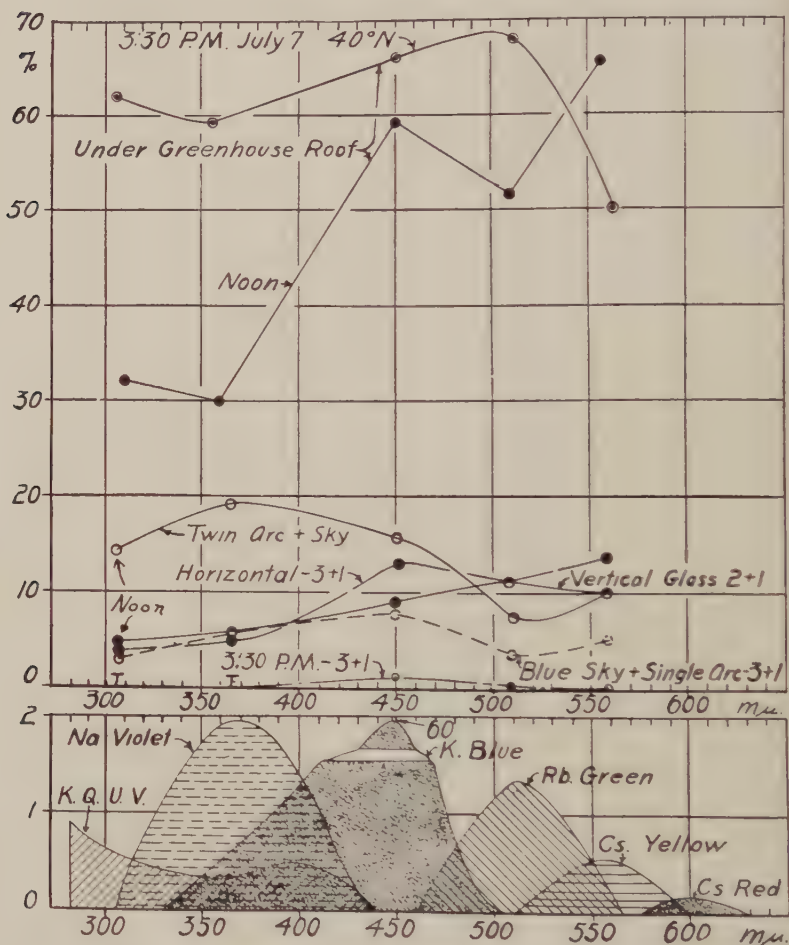 70
%
3:30 P.M. July 7 40°N
60
Under Greenhouse Roof
50
Noon
40
30
20
Twin Arc + Sky
Horizontal-3+1
10
Vertical Glass 2+1
Noon
3:30 P.M.-3+1
Blue Sky+Single Arc-3+1
0
300 350 400 450 500 550 600 mµ.
2
Na Violet
60
K. Blue
K.Q.U.V.
Rb. Green
1
Cs. Yellow
Cs Red
0
300 350 400 450 500 550 600 mµ.